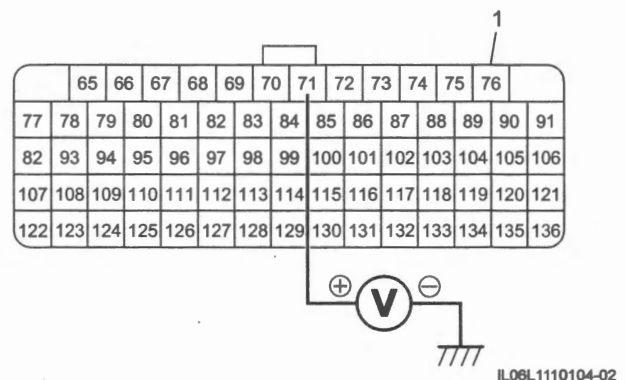 1
65 66 67 68 69 70 71 72 73 74 75 76
77 78 79 80 81 82 83 84 85 86 87 88 89 90 91
82 93 94 95 96 97 98 99 100 101 102 103 104 105 106
107 108 109 110 111 112 113 114 115 116 117 118 119 120 121
122 123 124 125 126 127 128 129 130 131 132 133 134 135 136
+ V −
IL06L1110104-02